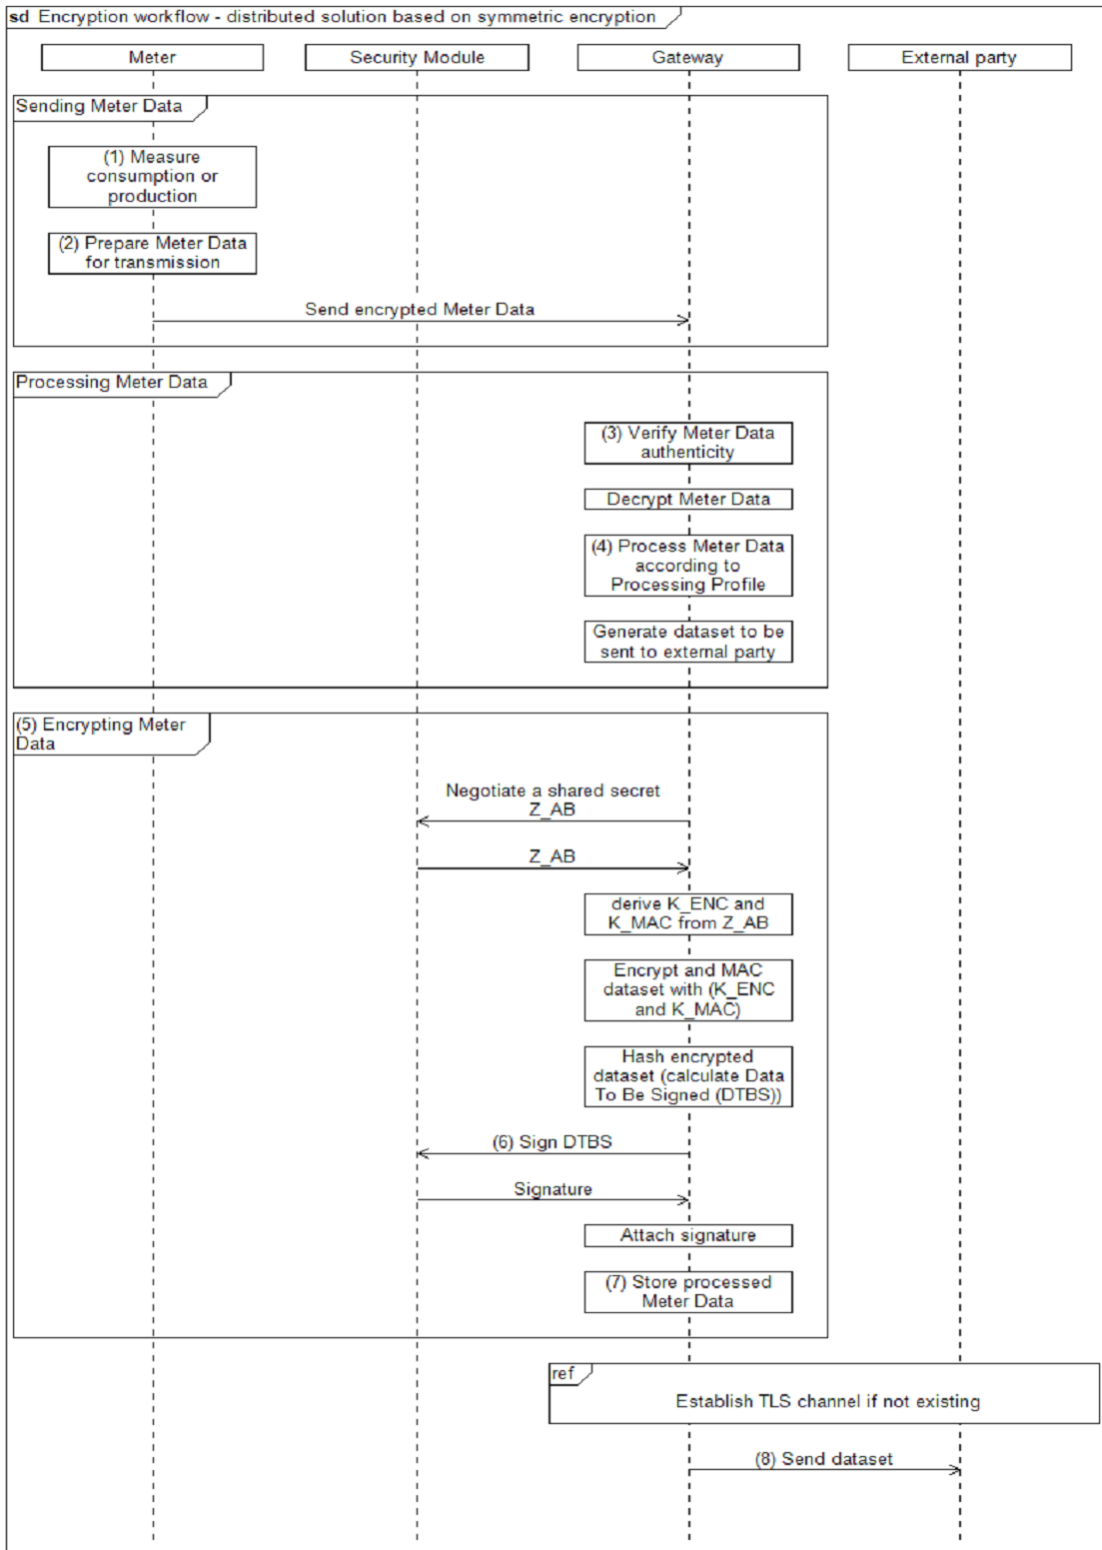 sd Encryption workflow - distributed solution based on symmetric encryption
Meter
Security Module
Gateway
External party
Sending Meter Data
(1) Measure
consumption or
production
(2) Prepare Meter Data
for transmission
Send encrypted Meter Data
Processing Meter Data
(3) Verify Meter Data
authenticity
Decrypt Meter Data
(4) Process Meter Data
according to
Processing Profile
Generate dataset to be
sent to external party
(5) Encrypting Meter
Data
Negotiate a shared secret
Z_AB
Z_AB
derive K_ENC and
K_MAC from Z_AB
Encrypt and MAC
dataset with (K_ENC
and K_MAC)
Hash encrypted
dataset (calculate Data
To Be Signed (DTBS))
(6) Sign DTBS
Signature
Attach signature
(7) Store processed
Meter Data
ref
Establish TLS channel if not existing
(8) Send dataset